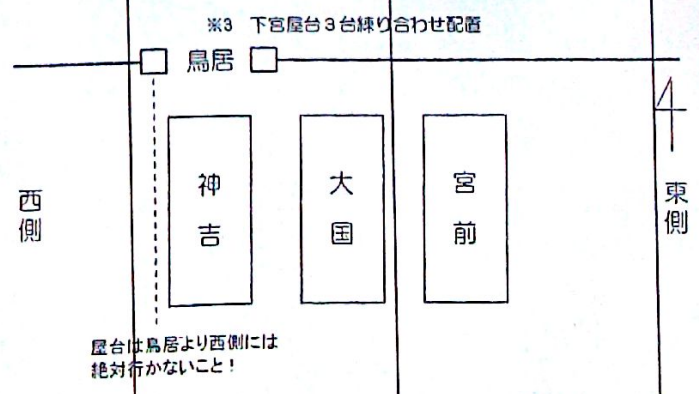 ※3 下宮屋台3台練り合わせ配置
鳥居
神吉
大国
宮前
西側
東側
屋台は鳥居より西側には
絶対行かないこと!